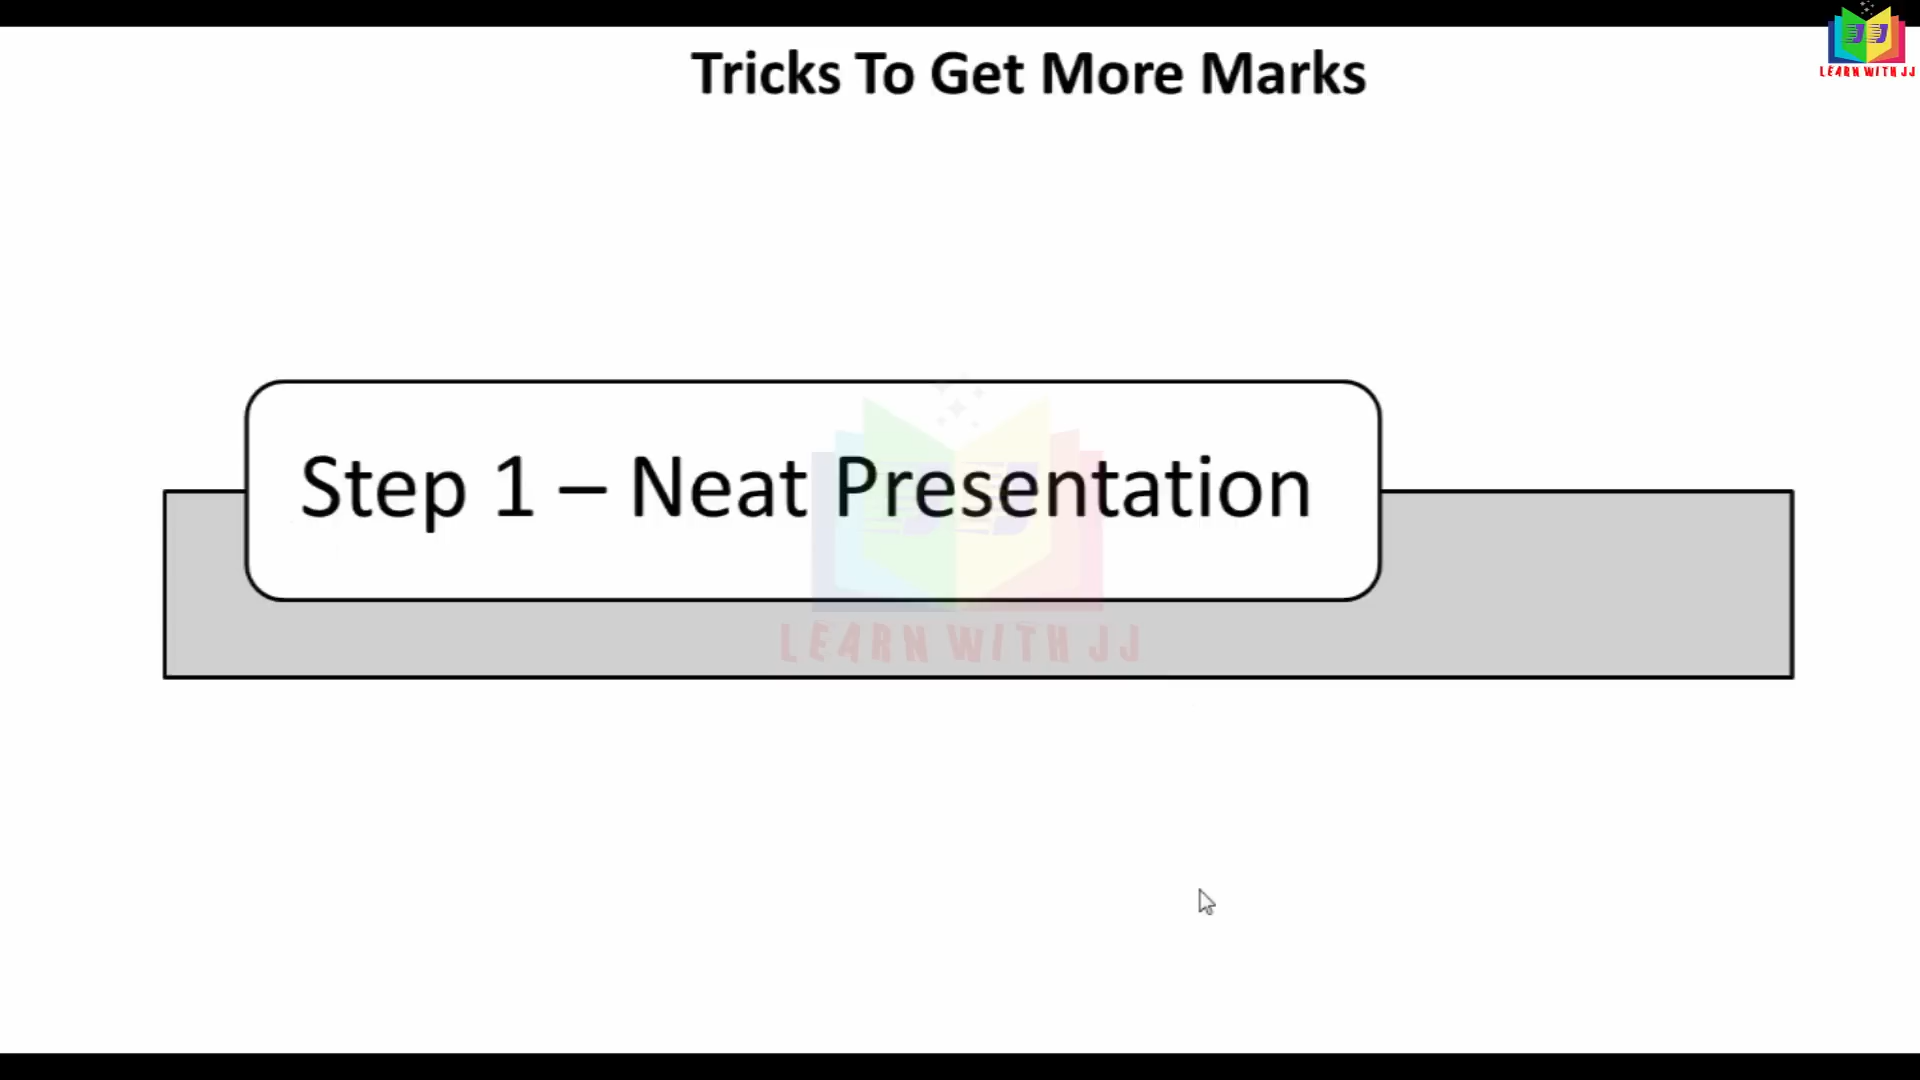 Tricks To Get More Marks
LEARN WITH JJ
Step 1 – Neat Presentation
LEARN WITH JJ